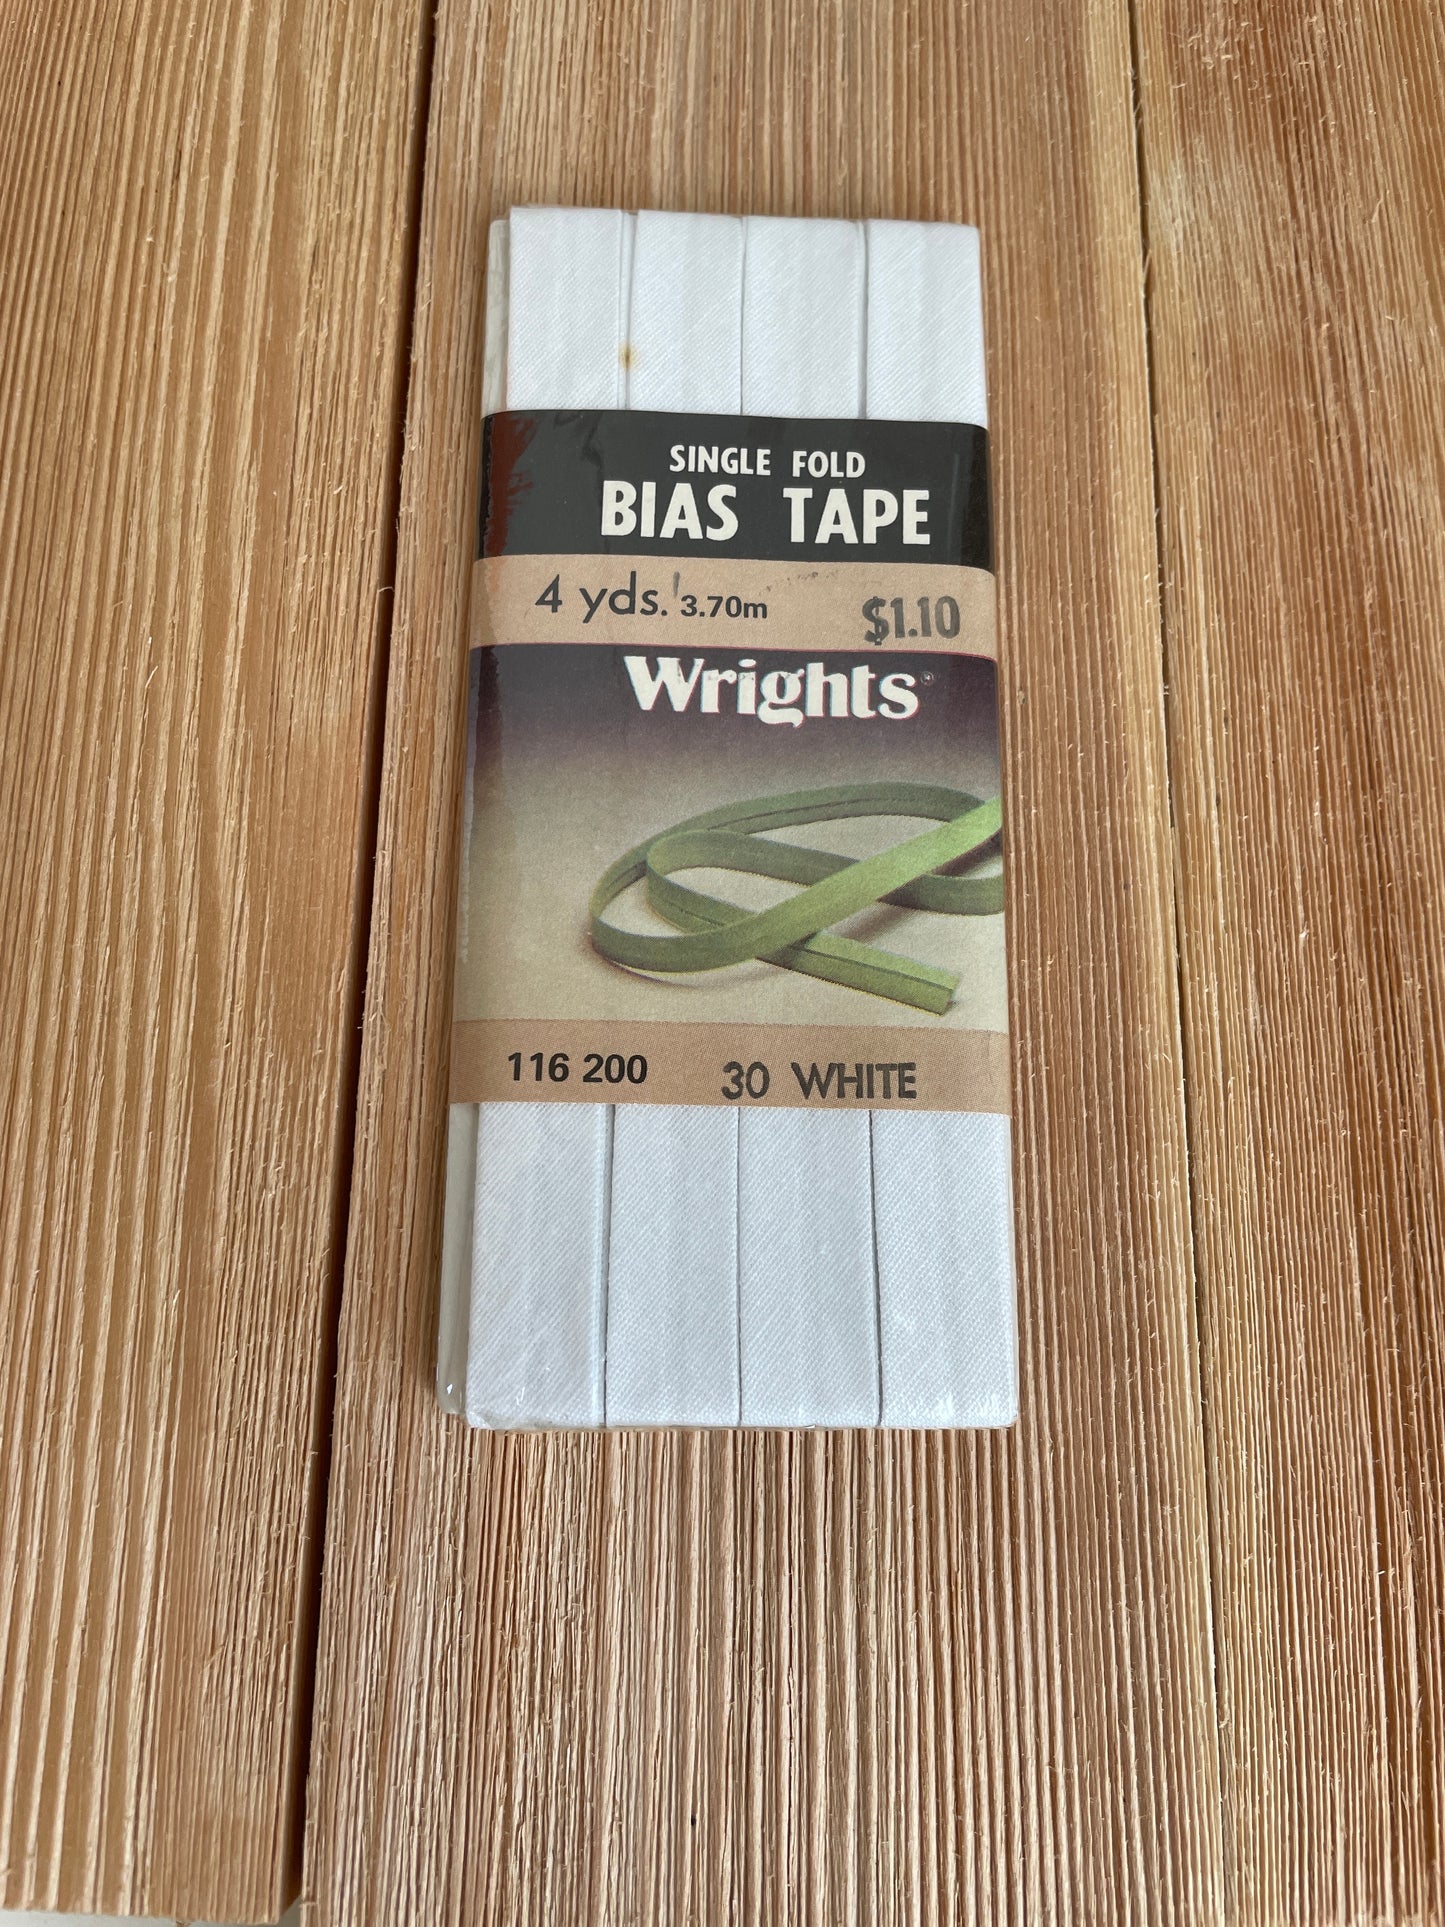 SINGLE FOLD
BIAS TAPE
4 yds. 3.70m $1.10
Wrights®
116 200 30 WHITE